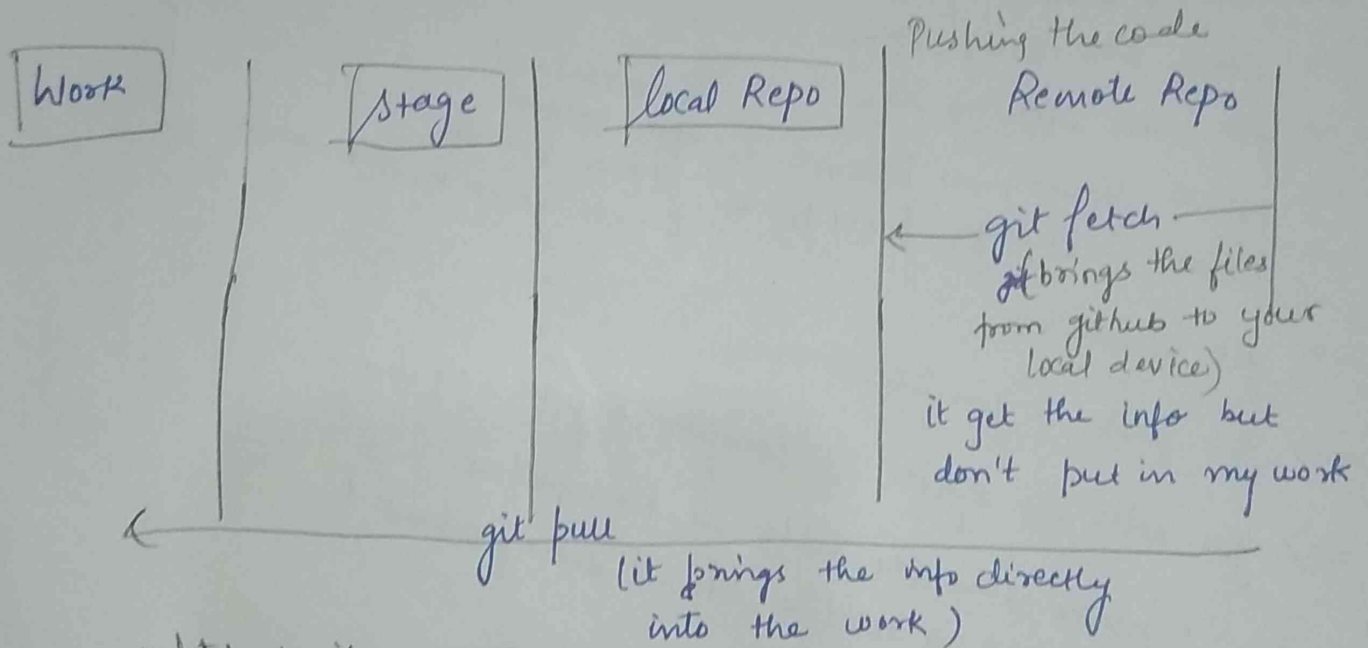 Pushing the code
Work
stage
local Repo
Remote Repo
git fetch
brings the files
from github to your
local device)
it get the info but
don't put in my work
git pull
(it brings the info directly
into the work)